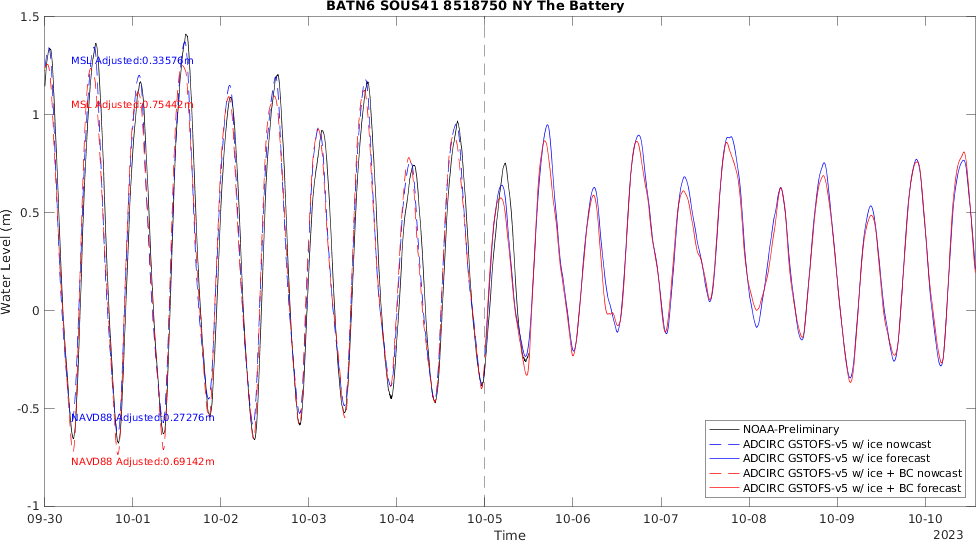 BATN6 SOUS41 8518750 NY The Battery
1.5
1
0.5
0
-0.5
-1
Water Level (m)
MSL Adjusted:0.33576m
MSL Adjusted:0.75442m
NAVD88 Adjusted:0.27276m
NAVD88 Adjusted:0.69142m
NOAA-Preliminary
ADCIRC GSTOFS-v5 w/ ice nowcast
ADCIRC GSTOFS-v5 w/ ice forecast
ADCIRC GSTOFS-v5 w/ ice + BC nowcast
ADCIRC GSTOFS-v5 w/ ice + BC forecast
09-30 10-01 10-02 10-03 10-04 10-05 10-06 10-07 10-08 10-09 10-10
Time
2023